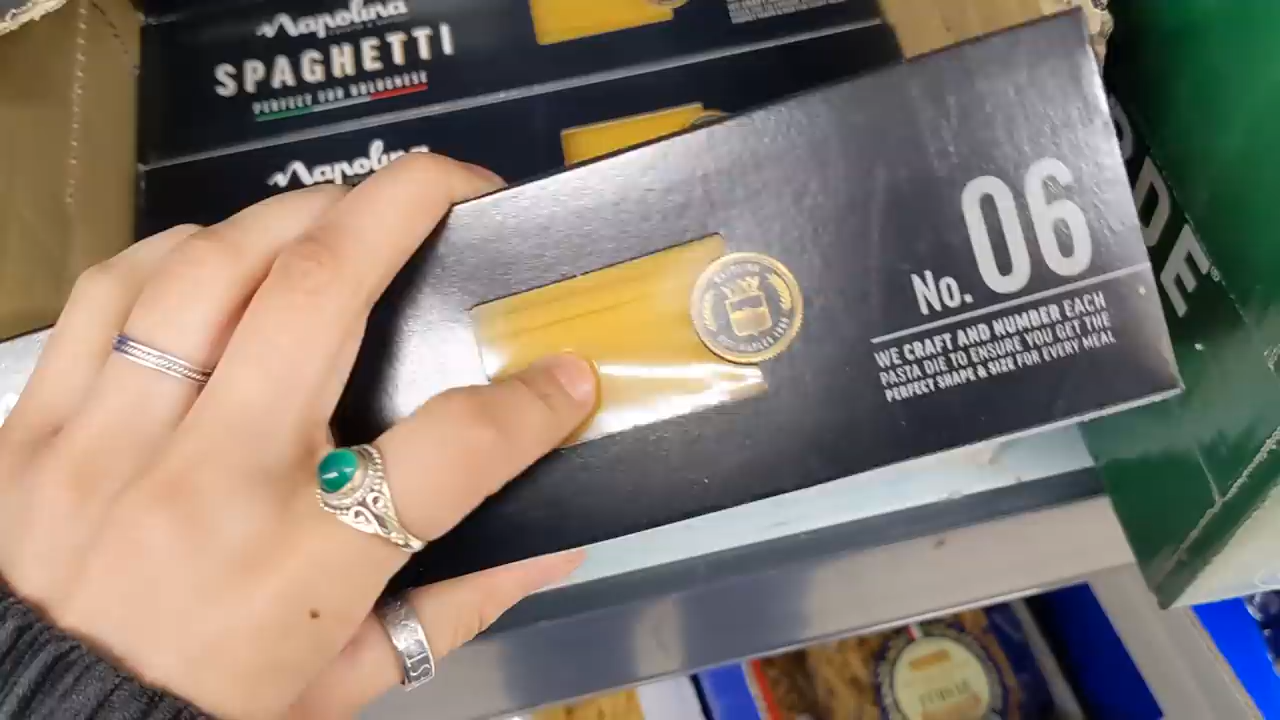 Napolina
SPAGHETTI
PERFECT FOR BOLOGNESE
Napolina
No. 06
WE CRAFT AND NUMBER EACH
PASTA DIE TO ENSURE YOU GET THE
PERFECT SHAPE & SIZE FOR EVERY MEAL